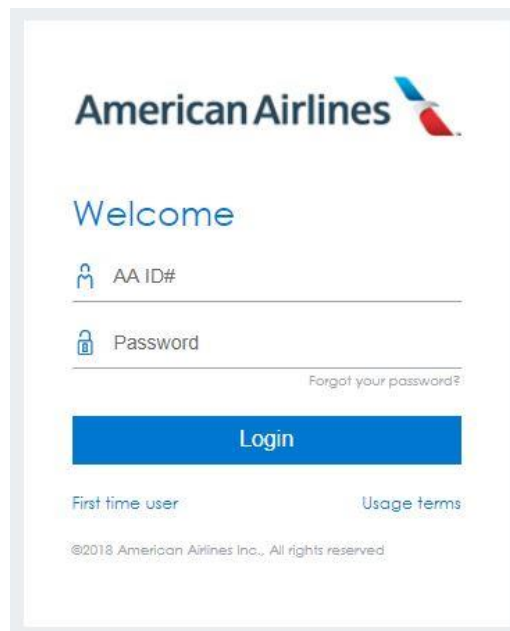 American Airlines
Welcome
AA ID#
Password
Forgot your password?
Login
First time user Usage terms
©2018 American Airlines Inc., All rights reserved